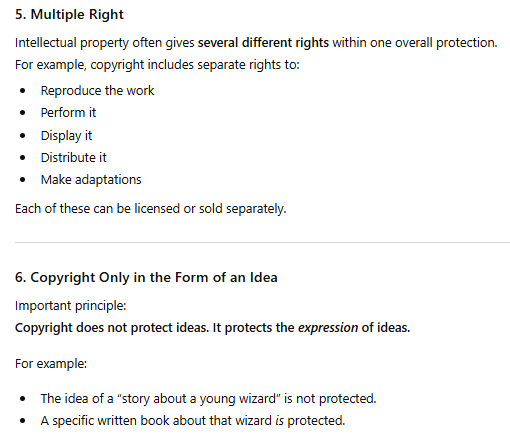 5. Multiple Right
Intellectual property often gives several different rights within one overall protection.
For example, copyright includes separate rights to:
• Reproduce the work
• Perform it
• Display it
• Distribute it
• Make adaptations
Each of these can be licensed or sold separately.
6. Copyright Only in the Form of an Idea
Important principle:
Copyright does not protect ideas. It protects the expression of ideas.
For example:
• The idea of a “story about a young wizard” is not protected.
• A specific written book about that wizard is protected.